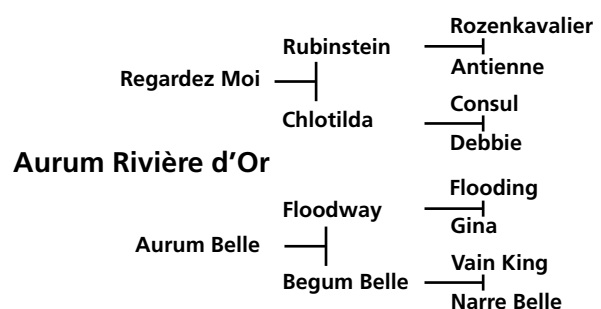 Rozenkavalier
Rubinstein
Antienne
Regardez Moi
Consul
Chlotilda
Debbie
Aurum Rivière d’Or
Flooding
Floodway
Gina
Aurum Belle
Vain King
Begum Belle
Narre Belle